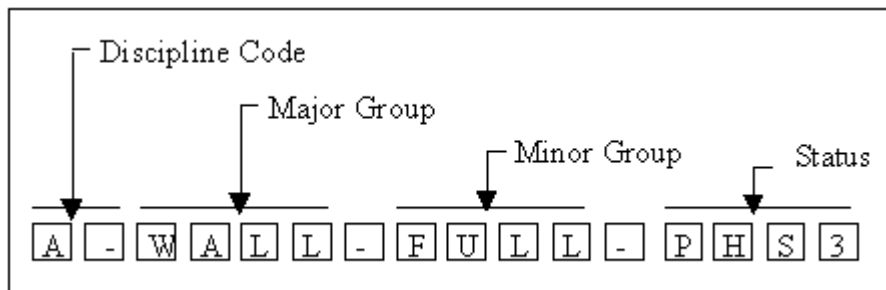 Discipline Code
Major Group
Minor Group Status
A - W A L L - F U L L - P H S 3